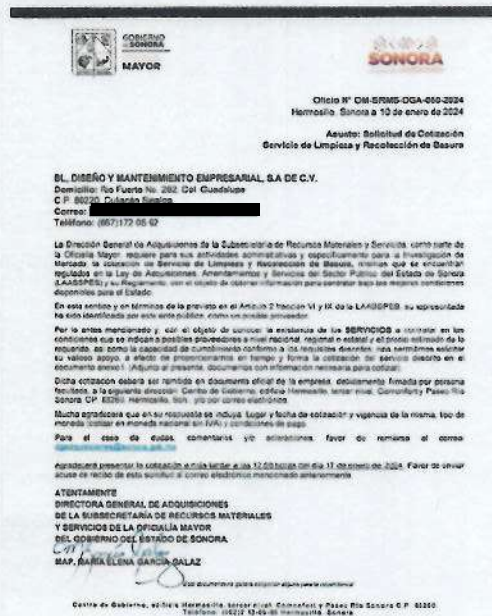 GOBIERNO
DE SONORA
MAYOR
SONORA
Oficio N° OM-SRMS-DGA-050-2024
Hermosillo, Sonora a 10 de enero de 2024
Asunto: Solicitud de Cotización
Servicio de Limpieza y Recolección de Basura
BL, DISEÑO Y MANTENIMIENTO EMPRESARIAL, S.A DE C.V.
Domicilio: Rio Fuerte No. 282, Col. Guadalupe
C.P. 80220, Culiacán Sinaloa
Correo:
Teléfono: (667)172 05 62
La Dirección General de Adquisiciones de la Subsecretaría de Recursos Materiales y Servicios, como parte de
la Oficialía Mayor, requiere para sus actividades administrativas y específicamente para la Investigación de
Mercado, la cotización de Servicio de Limpieza y Recolección de Basura, mismas que se encuentran
reguladas en la Ley de Adquisiciones, Arrendamientos y Servicios del Sector Público del Estado de Sonora
(LAASSPES) y su Reglamento, con el objeto de obtener información para contratar bajo las mejores condiciones
disponibles para el Estado.
En este sentido y en términos de lo previsto en el Artículo 2 fracción VI y IX de la LAASSPES, su representada
ha sido identificada por este ente público, como un posible proveedor.
Por lo antes mencionado y, con el objeto de conocer la existencia de los SERVICIOS a contratar en las
condiciones que se indican a posibles proveedores a nivel nacional, regional o estatal y el precio estimado de lo
requerido, así como la capacidad de cumplimiento conforme a los requisitos descritos, nos permitimos solicitar
su valioso apoyo, a efecto de proporcionarnos en tiempo y forma la cotización del servicio descrito en el
documento anexo I. (Adjunto al presente, documentos con información necesaria para cotizar).
Dicha cotización deberá ser remitida en documento oficial de la empresa, debidamente firmada por persona
facultada, a la siguiente dirección: Centro de Gobierno, edificio Hermosillo, tercer nivel, Comonfort y Paseo Río
Sonora CP. 83260, Hermosillo, Son. y/o por correo electrónico.
Mucho agradeceré que en su respuesta se incluya: Lugar y fecha de cotización y vigencia de la misma, tipo de
moneda (cotizar en moneda nacional sin IVA) y condiciones de pago.
Para el caso de dudas, comentarios y/o aclaraciones, favor de remitirse al correo
Agradeceré presentar la cotización a más tardar a las 12:00 horas del día 17 de enero de 2024. Favor de enviar
acuse de recibo de esta solicitud al correo electrónico mencionado anteriormente.
ATENTAMENTE
DIRECTORA GENERAL DE ADQUISICIONES
DE LA SUBSECRETARÍA DE RECURSOS MATERIALES
Y SERVICIOS DE LA OFICIALÍA MAYOR
DEL GOBIERNO DEL ESTADO DE SONORA
MAP. MARÍA ELENA GARCÍA GALAZ
Centro de Gobierno, edificio Hermosillo, tercer nivel, Comonfort y Paseo Río Sonora C.P. 83260
Hermosillo, Sonora